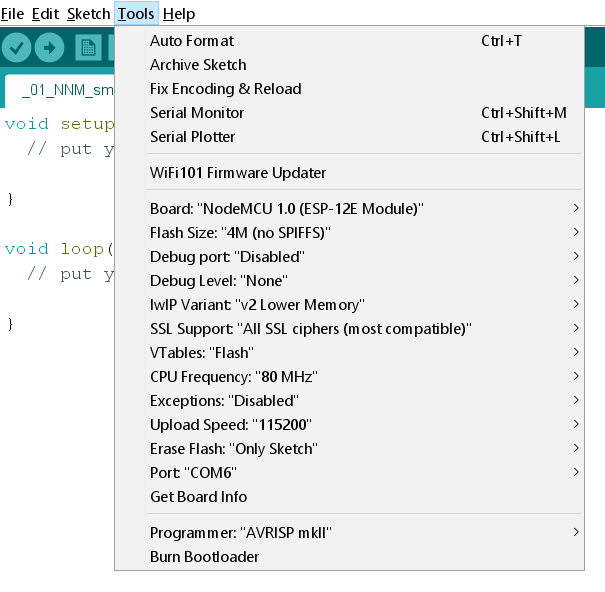 File Edit Sketch Tools Help
Auto Format Ctrl+T
Archive Sketch
Fix Encoding & Reload
Serial Monitor Ctrl+Shift+M
Serial Plotter Ctrl+Shift+L
WiFi101 Firmware Updater
Board: "NodeMCU 1.0 (ESP-12E Module)"
Flash Size: "4M (no SPIFFS)"
Debug port: "Disabled"
Debug Level: "None"
lwIP Variant: "v2 Lower Memory"
SSL Support: "All SSL ciphers (most compatible)"
VTables: "Flash"
CPU Frequency: "80 MHz"
Exceptions: "Disabled"
Upload Speed: "115200"
Erase Flash: "Only Sketch"
Port: "COM6"
Get Board Info
Programmer: "AVRISP mkII"
Burn Bootloader
_01_NNM_sm
void setup
// put y
}
void loop(
// put y
}